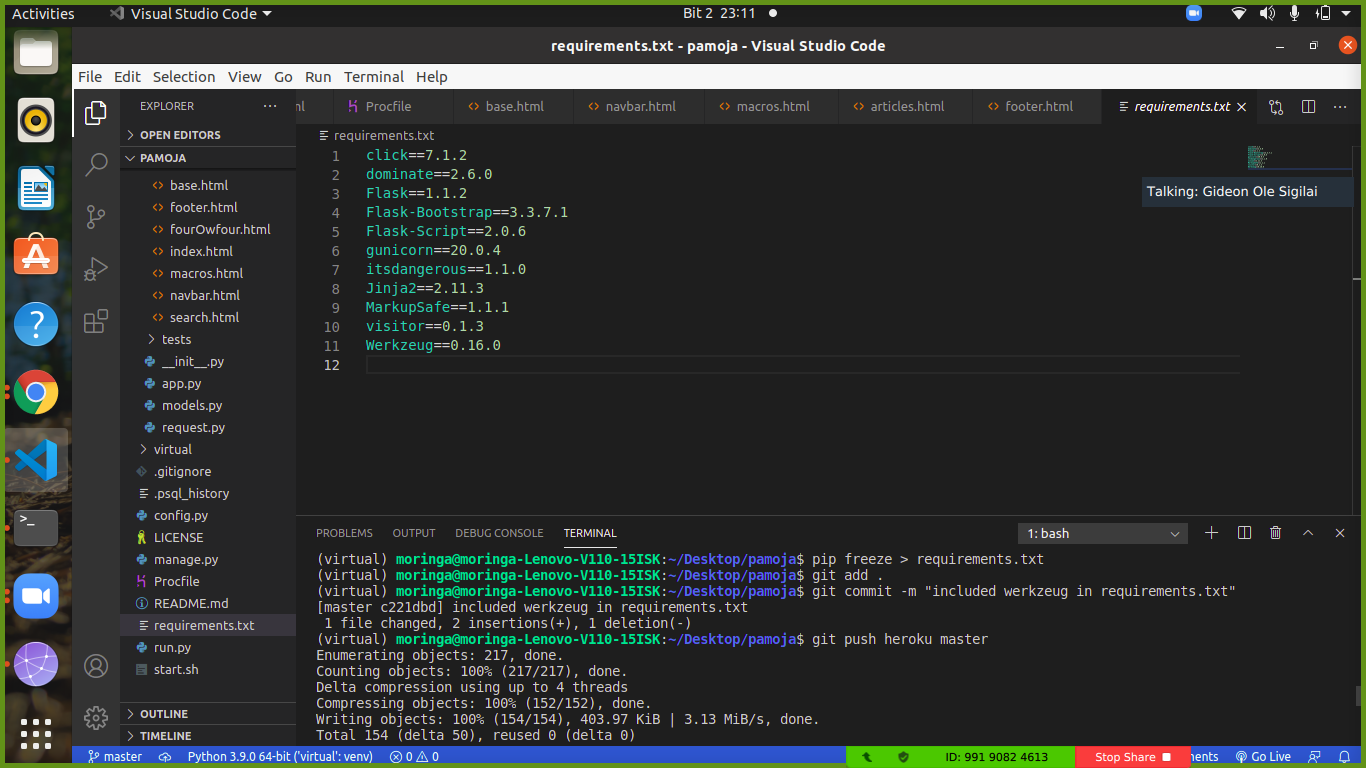 Activities
Visual Studio Code
Bit 2 23:11
requirements.txt - pamoja - Visual Studio Code
File Edit Selection View Go Run Terminal Help
EXPLORER
Procfile
base.html
navbar.html
macros.html
articles.html
footer.html
requirements.txt
OPEN EDITORS
PAMOJA
base.html
footer.html
fourOwfour.html
index.html
macros.html
navbar.html
search.html
tests
__init__.py
app.py
models.py
request.py
virtual
.gitignore
.psql_history
config.py
LICENSE
manage.py
Procfile
README.md
requirements.txt
run.py
start.sh
OUTLINE
TIMELINE
requirements.txt
1 click==7.1.2
2 dominate==2.6.0
3 Flask==1.1.2
4 Flask-Bootstrap==3.3.7.1
5 Flask-Script==2.0.6
6 gunicorn==20.0.4
7 itsdangerous==1.1.0
8 Jinja2==2.11.3
9 MarkupSafe==1.1.1
10 visitor==0.1.3
11 Werkzeug==0.16.0
12
Talking: Gideon Ole Sigilai
PROBLEMS OUTPUT DEBUG CONSOLE TERMINAL
1: bash
(virtual) moringa@moringa-Lenovo-V110-15ISK:~/Desktop/pamoja$ pip freeze > requirements.txt
(virtual) moringa@moringa-Lenovo-V110-15ISK:~/Desktop/pamoja$ git add .
(virtual) moringa@moringa-Lenovo-V110-15ISK:~/Desktop/pamoja$ git commit -m "included werkzeug in requirements.txt"
[master c221dbd] included werkzeug in requirements.txt
1 file changed, 2 insertions(+), 1 deletion(-)
(virtual) moringa@moringa-Lenovo-V110-15ISK:~/Desktop/pamoja$ git push heroku master
Enumerating objects: 217, done.
Counting objects: 100% (217/217), done.
Delta compression using up to 4 threads
Compressing objects: 100% (152/152), done.
Writing objects: 100% (154/154), 403.97 KiB | 3.13 MiB/s, done.
Total 154 (delta 50), reused 0 (delta 0)
master
Python 3.9.0 64-bit ('virtual': venv)
0 0
ID: 991 9082 4613
Stop Share
Go Live